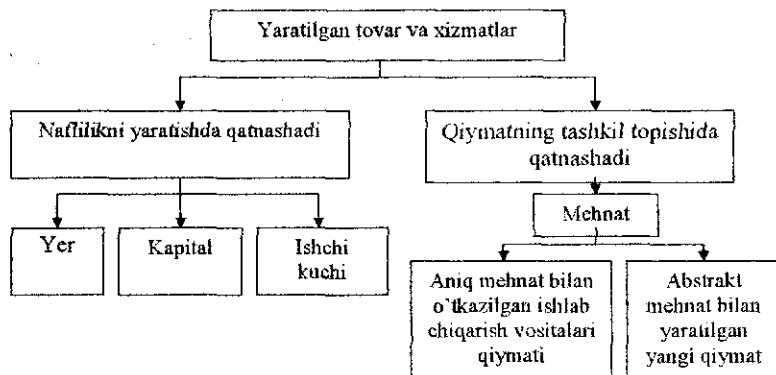 Yaratilgan tovar va xizmatlar
Naflilikni yaratishda qatnashadi
Qiymatning tashkil topishida
qatnashadi
Yer
Kapital
Ishchi
kuchi
Mehnat
Aniq mehnat bilan
o`tkazilgan ishlab
chiqarish vositalari
qiymati
Abstrakt
mehnat bilan
yaratilgan
yangi qiymat